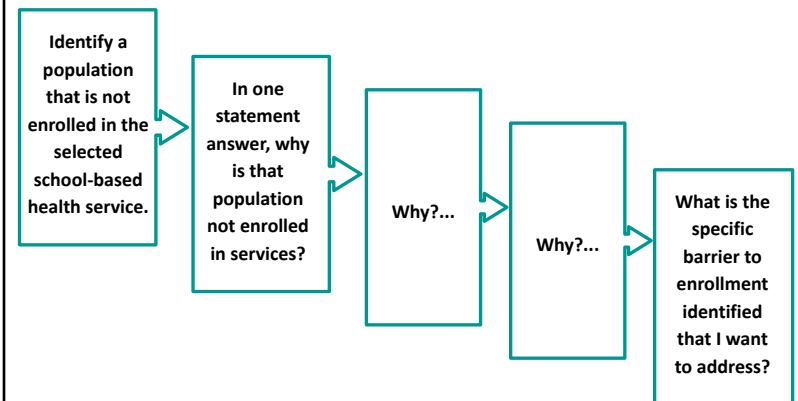 Identify a
population
that is not
enrolled in the
selected
school-based
health service.
In one
statement
answer, why
is that
population
not enrolled
in services?
Why?...
Why?...
What is the
specific
barrier to
enrollment
identified
that I want
to address?